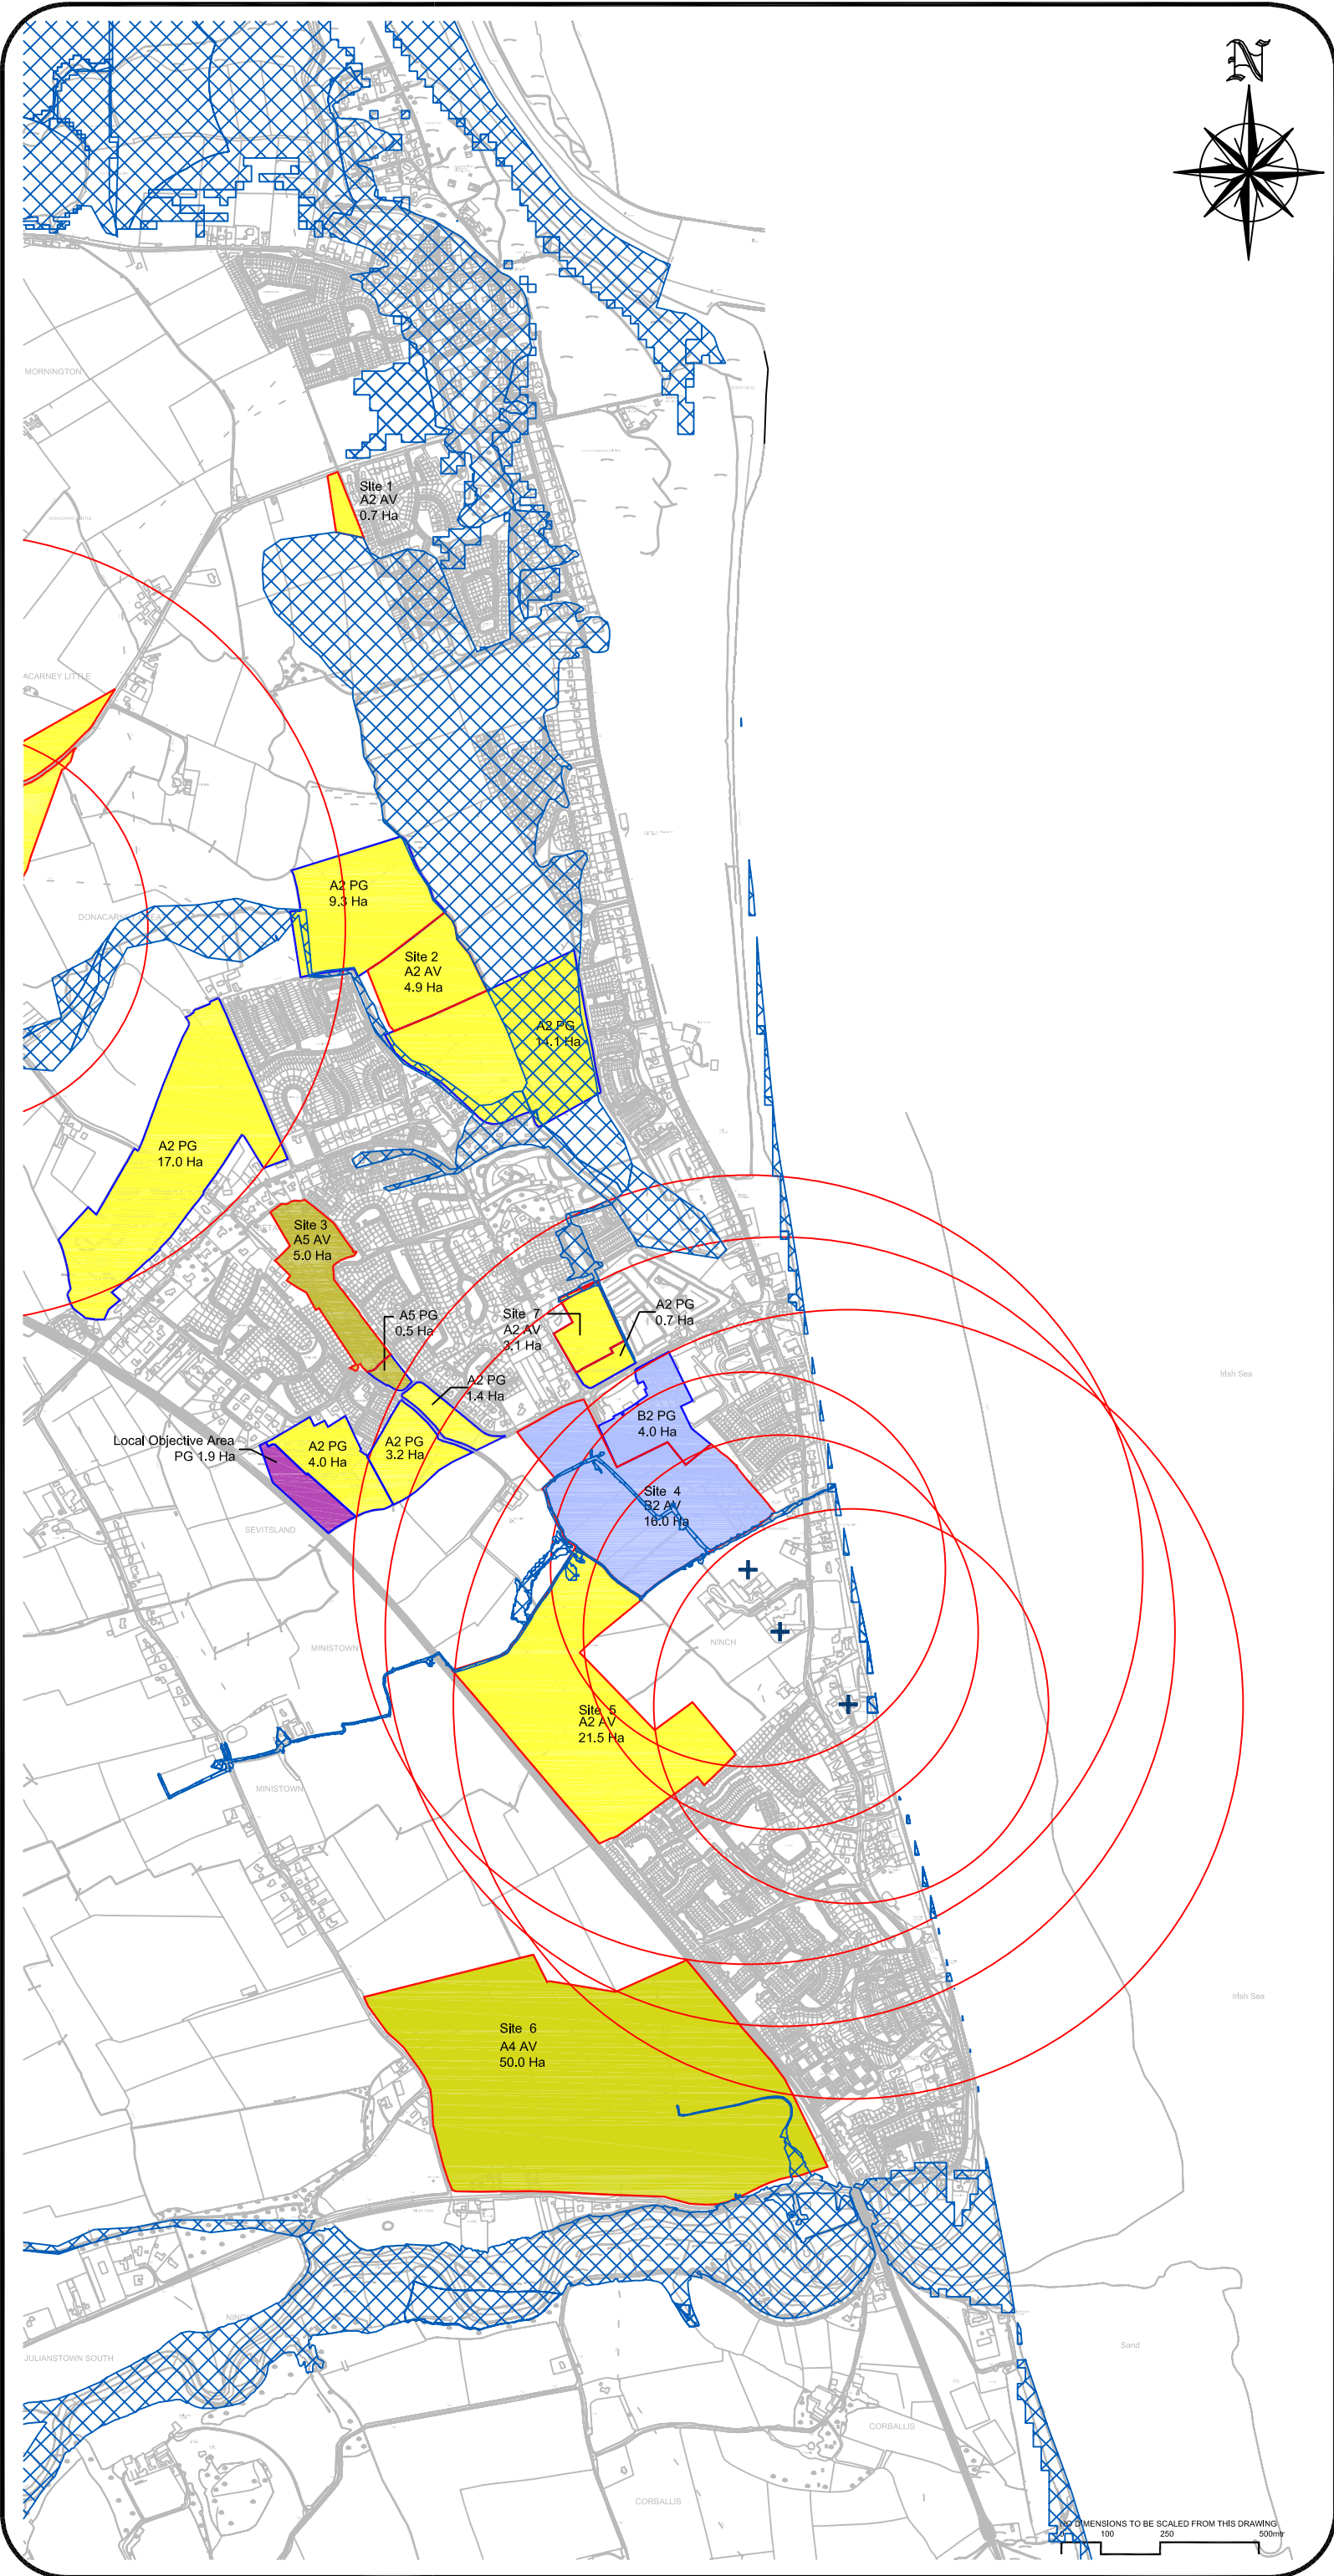 N
MORNINGTON
Site 1
A2 AV
0.7 Ha
ACARNEY LITTLE
A2 PG
9.3 Ha
Site 2
A2 AV
4.9 Ha
A2 PG
14.1 Ha
A2 PG
17.0 Ha
Site 3
A5 AV
5.0 Ha
A5 PG
0.5 Ha
Site 7
A2 AV
3.1 Ha
A2 PG
0.7 Ha
A2 PG
1.4 Ha
Irish Sea
B2 PG
4.0 Ha
Local Objective Area
PG 1.9 Ha
A2 PG
4.0 Ha
A2 PG
3.2 Ha
Site 4
B2 AV
16.0 Ha
SEVITSLAND
MINISTOWN
NINCH
Site 5
A2 AV
21.5 Ha
MINISTOWN
Irish Sea
Site 6
A4 AV
50.0 Ha
NINCH
JULIANSTOWN SOUTH
Sand
CORBALLIS
CORBALLIS
NO DIMENSIONS TO BE SCALED FROM THIS DRAWING
0 100 250 500mtr